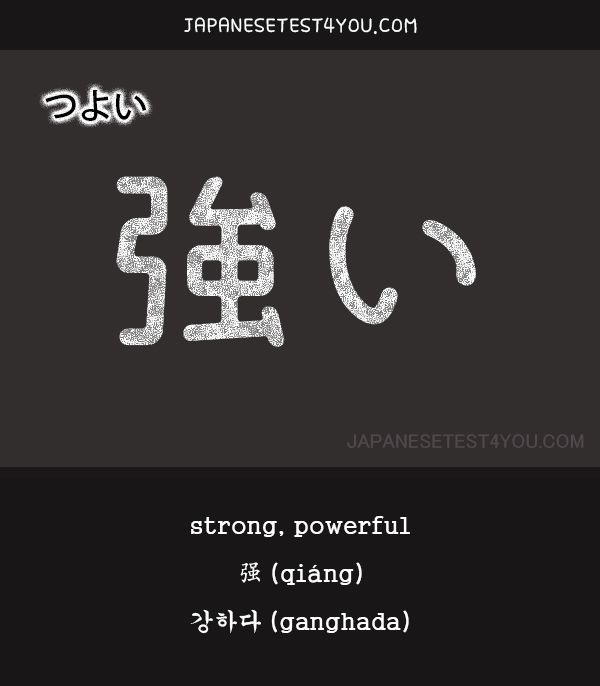 JAPANESETEST4YOU.COM
つよい
強い
JAPANESETEST4YOU.COM
strong, powerful
强 (qiáng)
강하다 (ganghada)